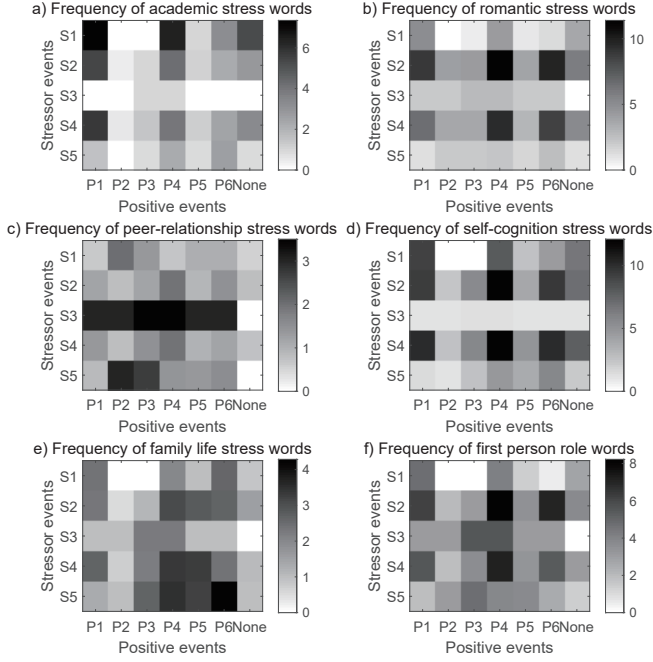 a) Frequency of academic stress words
S1
S2
S3
S4
S5
Stressor events
P1 P2 P3 P4 P5 P6None
Positive events
6
4
2
0
b) Frequency of romantic stress words
S1
S2
S3
S4
S5
Stressor events
P1 P2 P3 P4 P5 P6None
Positive events
10
5
0
c) Frequency of peer-relationship stress words
S1
S2
S3
S4
S5
Stressor events
P1 P2 P3 P4 P5 P6None
Positive events
3
2
1
0
d) Frequency of self-cognition stress words
S1
S2
S3
S4
S5
Stressor events
P1 P2 P3 P4 P5 P6None
Positive events
10
5
0
e) Frequency of family life stress words
S1
S2
S3
S4
S5
Stressor events
P1 P2 P3 P4 P5 P6None
Positive events
4
3
2
1
0
f) Frequency of first person role words
S1
S2
S3
S4
S5
Stressor events
P1 P2 P3 P4 P5 P6None
Positive events
8
6
4
2
0